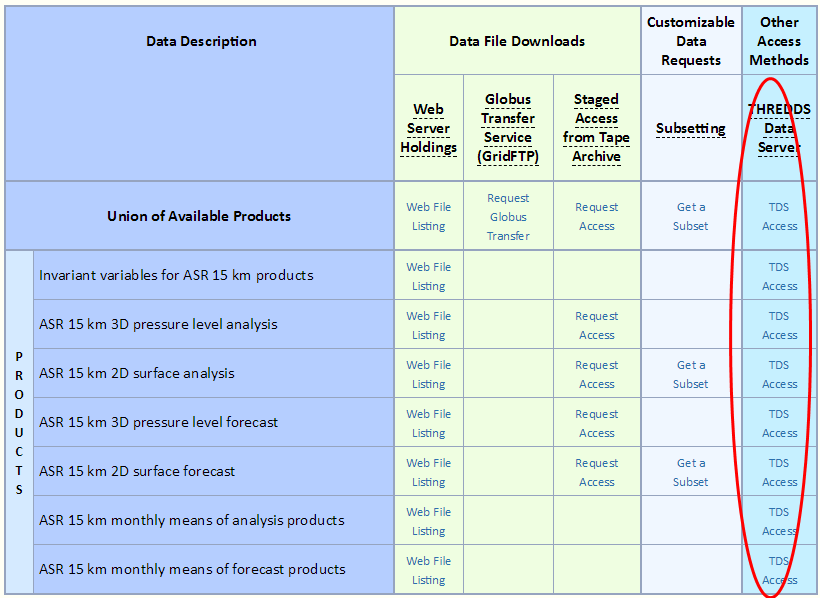 Data Description
Data File Downloads
Customizable
Data
Requests
Other
Access
Methods
Web
Server
Holdings
Globus
Transfer
Service
(GridFTP)
Staged
Access
from Tape
Archive
Subsetting
THREDDS
Data
Server
Union of Available Products
Web File
Listing
Request
Globus
Transfer
Request
Access
Get a
Subset
TDS
Access
PRODUCTS
Invariant variables for ASR 15 km products
Web File
Listing
TDS
Access
ASR 15 km 3D pressure level analysis
Web File
Listing
Request
Access
TDS
Access
ASR 15 km 2D surface analysis
Web File
Listing
Request
Access
Get a
Subset
TDS
Access
ASR 15 km 3D pressure level forecast
Web File
Listing
Request
Access
TDS
Access
ASR 15 km 2D surface forecast
Web File
Listing
Request
Access
Get a
Subset
TDS
Access
ASR 15 km monthly means of analysis products
Web File
Listing
TDS
Access
ASR 15 km monthly means of forecast products
Web File
Listing
TDS
Access